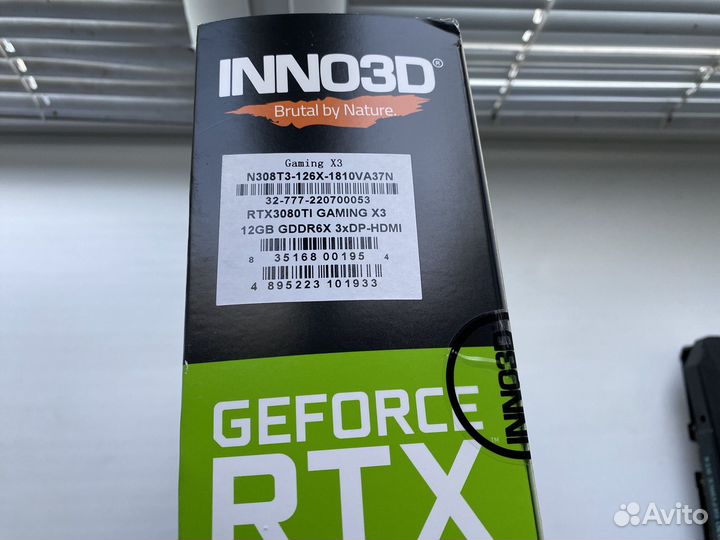 INNO3D®
Brutal by Nature.
Gaming X3
N308T3-126X-1810VA37N
32-777-220700053
RTX3080TI GAMING X3
12GB GDDR6X 3xDP-HDMI
8 35168 00195 4
4 895223 101933
INNO3D
GEFORCE
RTX™
Avito